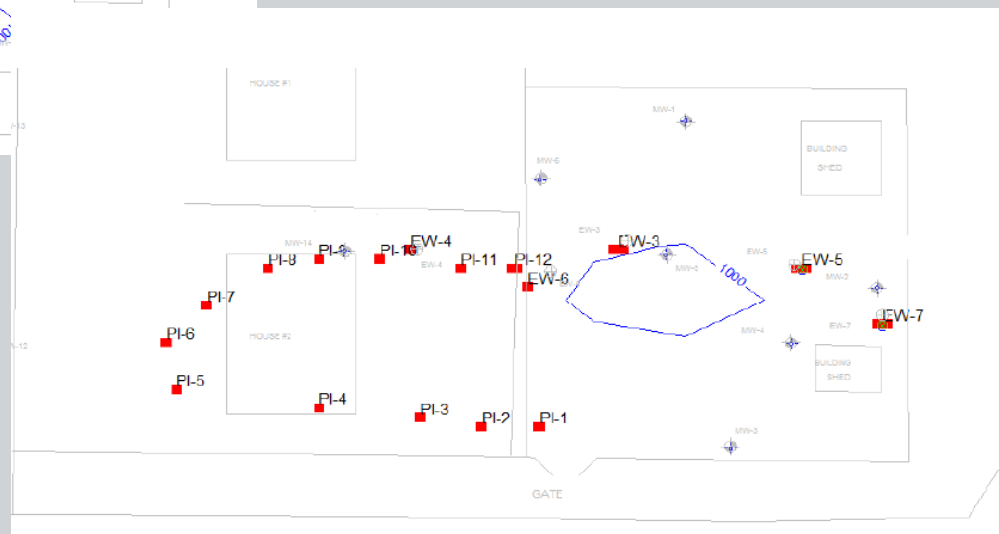 HOUSE #1
MW-1
BUILDING
SHED
MW-6
EW-3
EW-3
MW-14
EW-4
EW-4
PI-8
PI-9
PI-10
PI-11
PI-12
EW-6
1000
EW-5
EW-5
MW-2
PI-7
EW-7
EW-7
PI-6
HOUSE #2
MW-4
BUILDING
SHED
PI-5
PI-4
PI-3
PI-2
PI-1
MW-3
GATE